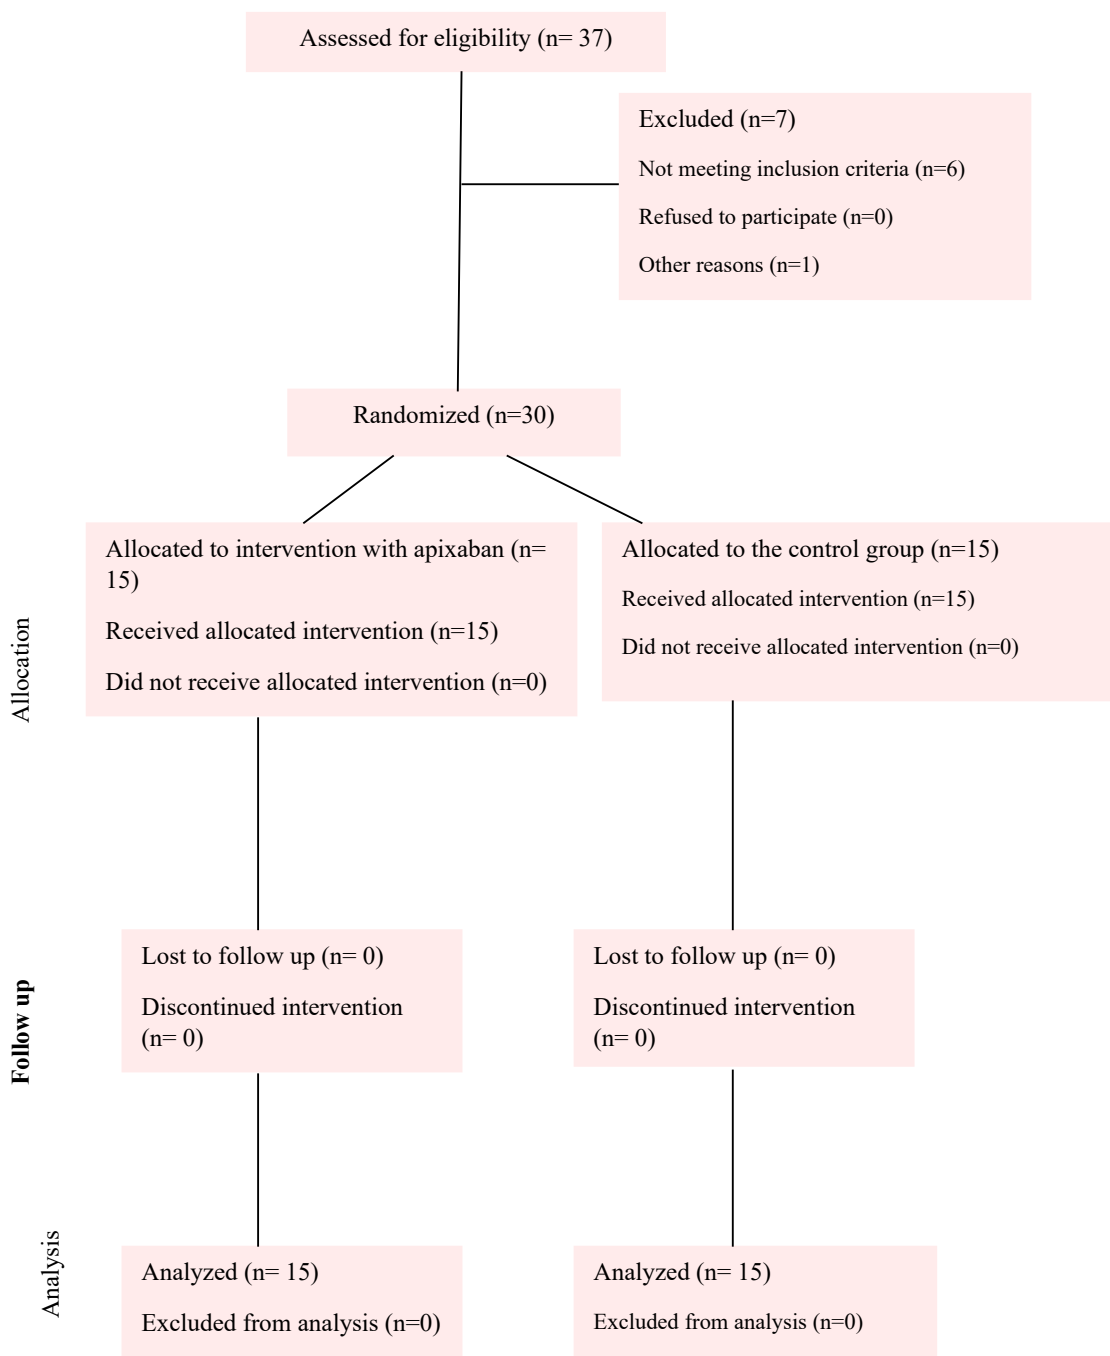 Assessed for eligibility (n= 37)
Excluded (n=7)
Not meeting inclusion criteria (n=6)
Refused to participate (n=0)
Other reasons (n=1)
Randomized (n=30)
Allocation
Allocated to intervention with apixaban (n=
15)
Received allocated intervention (n=15)
Did not receive allocated intervention (n=0)
Allocated to the control group (n=15)
Received allocated intervention (n=15)
Did not receive allocated intervention (n=0)
Follow up
Lost to follow up (n= 0)
Discontinued intervention
(n= 0)
Lost to follow up (n= 0)
Discontinued intervention
(n= 0)
Analysis
Analyzed (n= 15)
Excluded from analysis (n=0)
Analyzed (n= 15)
Excluded from analysis (n=0)